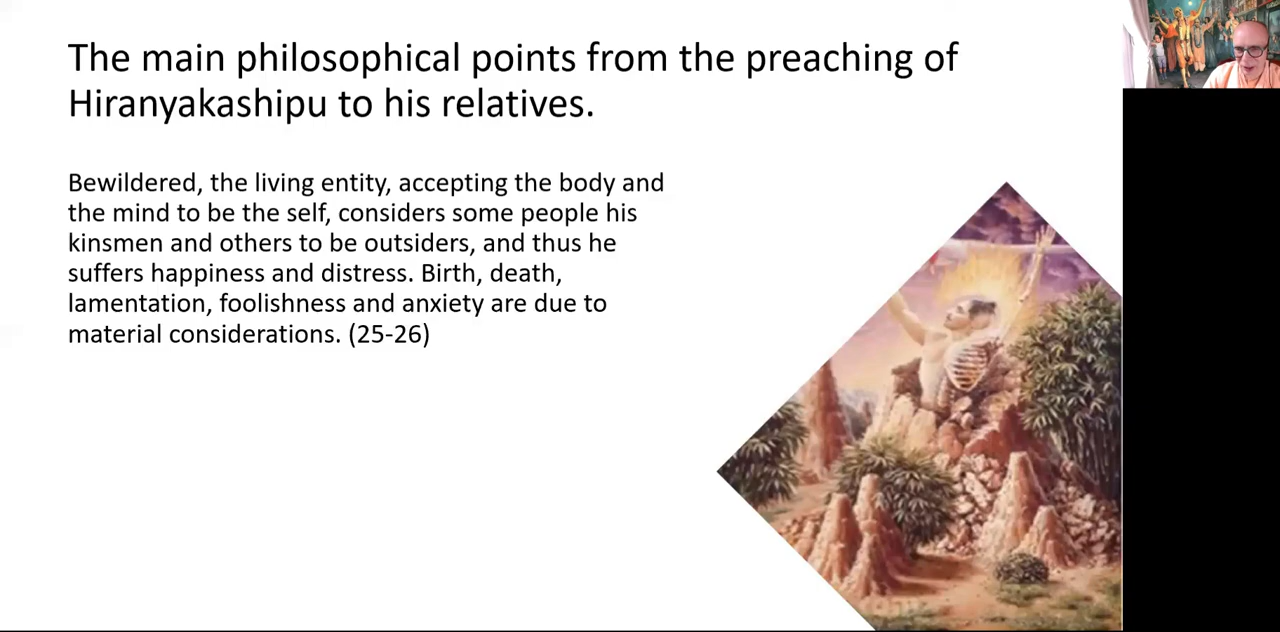 The main philosophical points from the preaching of
Hiranyakashipu to his relatives.
Bewildered, the living entity, accepting the body and
the mind to be the self, considers some people his
kinsmen and others to be outsiders, and thus he
suffers happiness and distress. Birth, death,
lamentation, foolishness and anxiety are due to
material considerations. (25-26)